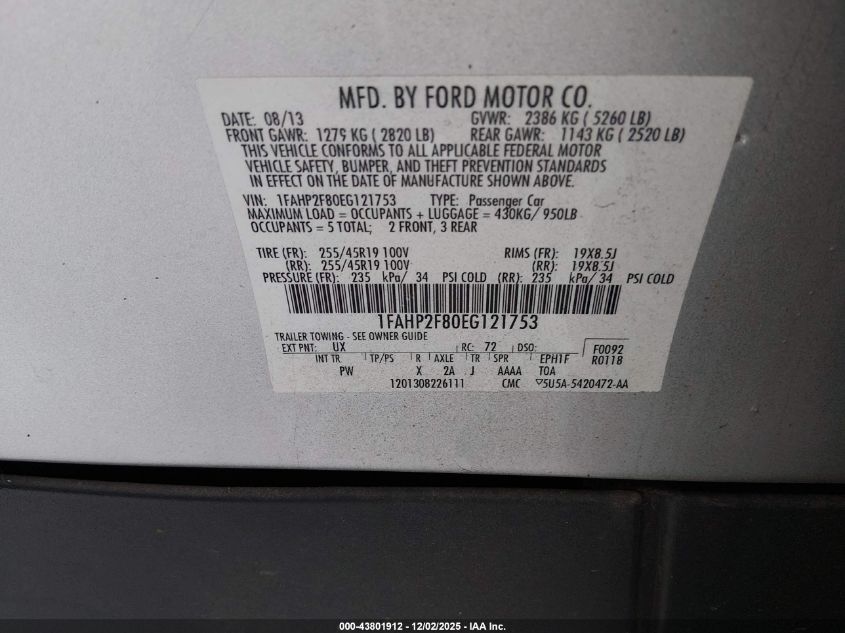 MFD. BY FORD MOTOR CO.
DATE: 08/13 GVWR: 2386 KG ( 5260 LB)
FRONT GAWR: 1279 KG ( 2820 LB) REAR GAWR: 1143 KG ( 2520 LB)
THIS VEHICLE CONFORMS TO ALL APPLICABLE FEDERAL MOTOR
VEHICLE SAFETY, BUMPER, AND THEFT PREVENTION STANDARDS
IN EFFECT ON THE DATE OF MANUFACTURE SHOWN ABOVE.
VIN: 1FAHP2F80EG121753 TYPE: Passenger Car
MAXIMUM LOAD = OCCUPANTS + LUGGAGE = 430KG/ 950LB
OCCUPANTS = 5 TOTAL; 2 FRONT, 3 REAR
TIRE (FR): 255/45R19 100V RIMS (FR): 19X8.5J
(RR): 255/45R19 100V (RR): 19X8.5J
PRESSURE (FR): 235 kPa/ 34 PSI COLD (RR): 235 kPa/ 34 PSI COLD
1FAHP2F80EG121753
TRAILER TOWING - SEE OWNER GUIDE
EXT PNT: UX RC: 72 DSO: F0092
INT TR TP/PS R AXLE TR SPR EPH1F R0118
PW X 2A J AAAA TOA
1201308226111 CMC ▽5U5A-5420472-AA
000-43801912 - 12/02/2025 - IAA Inc.